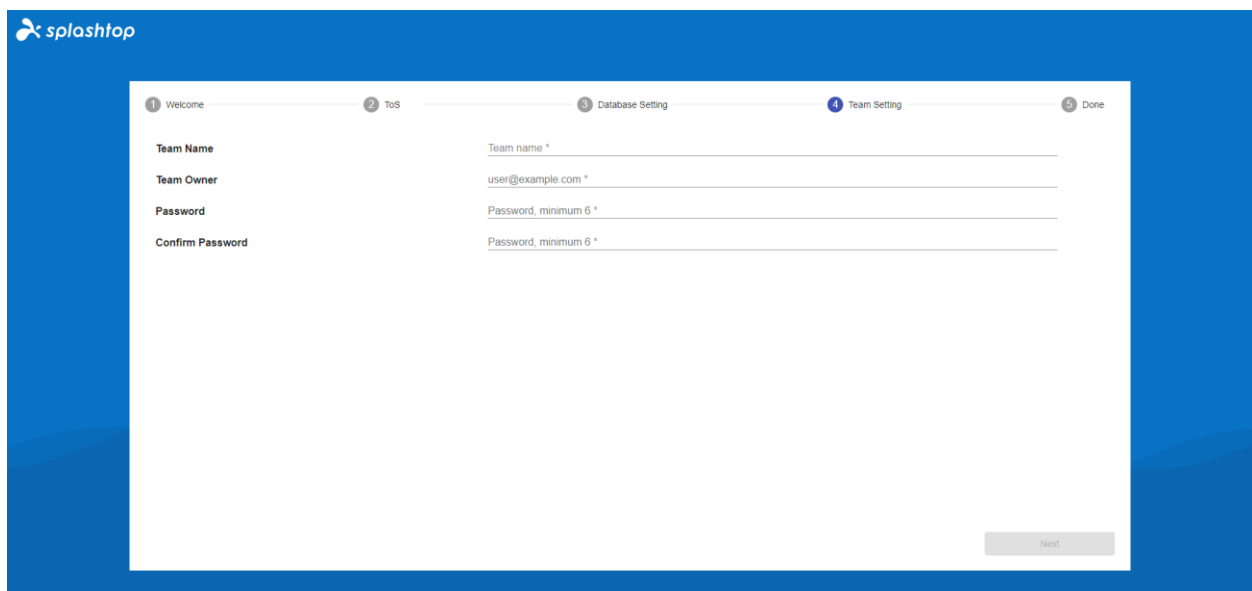 splashtop
1 Welcome 2 ToS 3 Database Setting 4 Team Setting 5 Done
Team Name Team name *
Team Owner user@example.com *
Password Password, minimum 6 *
Confirm Password Password, minimum 6 *
Next